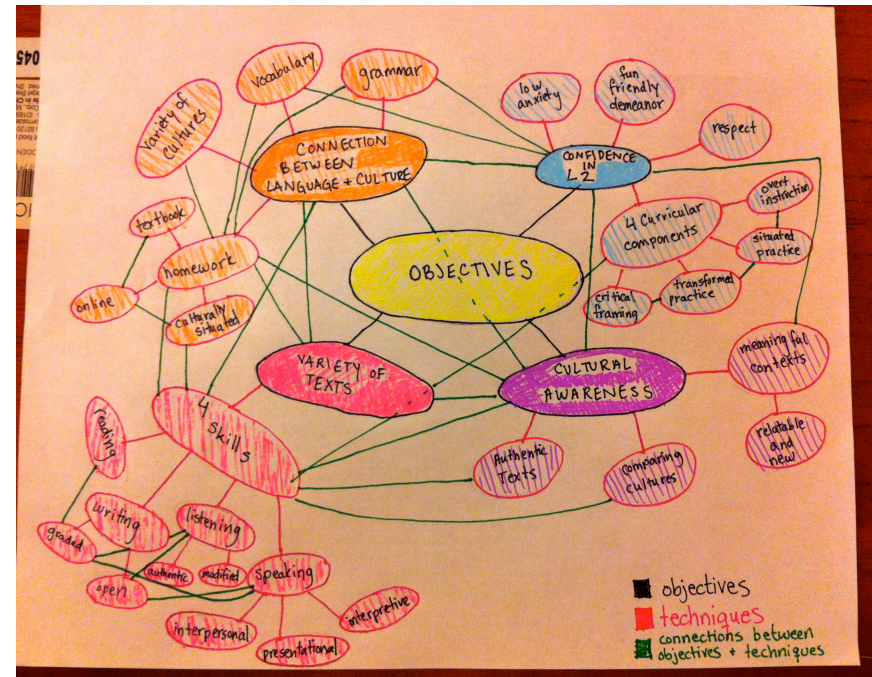 vocabulary
grammar
Variety of
cultures
low
anxiety
fun
friendly
demeanor
respect
CONNECTION
BETWEEN
LANGUAGE + CULTURE
CONFIDENCE
IN
L2
overt
instruction
4 Curricular
components
situated
practice
textbook
homework
OBJECTIVES
transformed
practice
critical
framing
online
culturally
situated
VARIETY OF
TEXTS
CULTURAL
AWARENESS
meaningful
contexts
4
Skills
reading
Authentic
Texts
comparing
cultures
relatable
and
new
writing
listening
geaded
authentic
modified
speaking
open
interpretive
interpersonal
presentational
objectives
techniques
connections between
objectives + techniques
045